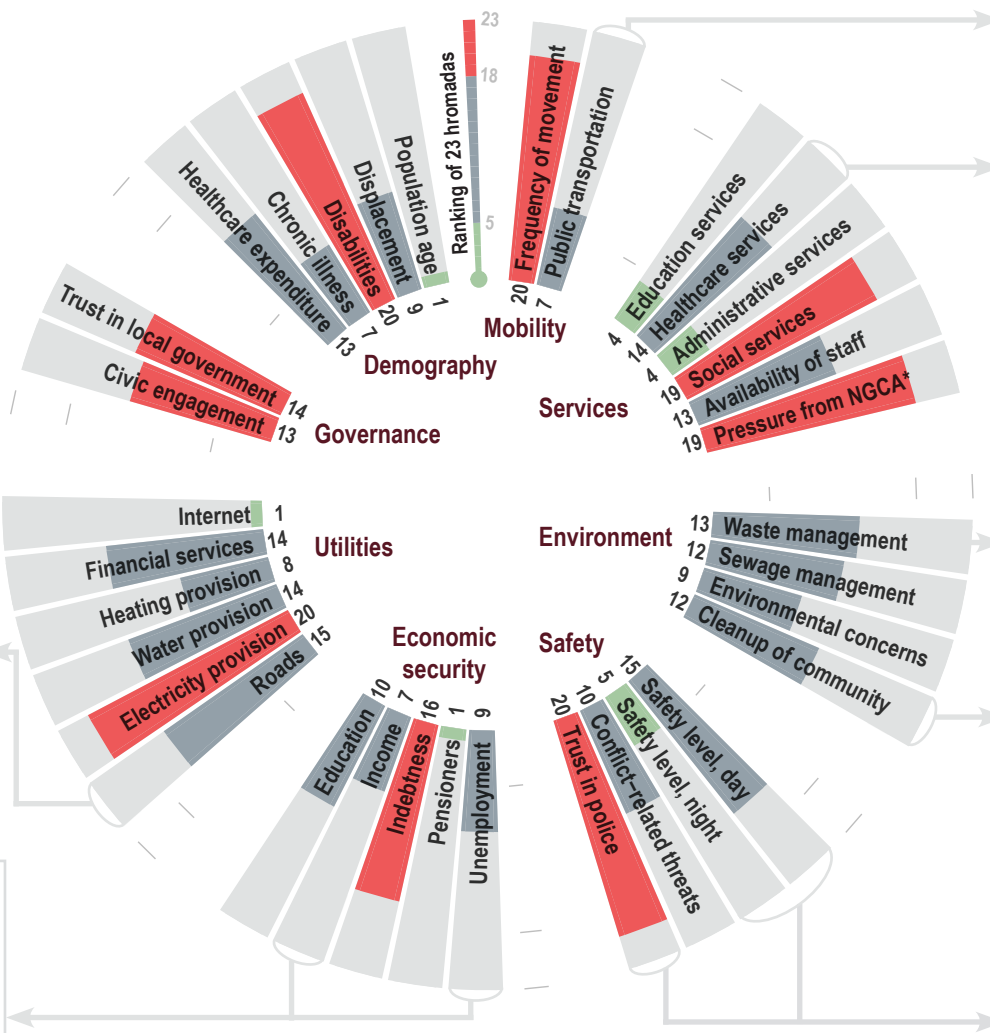 23
18
5
Ranking of 23 hromadas
Mobility
Frequency of movement
20
Public transportation
7
Services
Education services
4
Healthcare services
14
Administrative services
4
Social services
19
Availability of staff
13
Pressure from NGCA*
19
Environment
13
Waste management
12
Sewage management
9
Environmental concerns
12
Cleanup of community
Safety
15
Safety level, day
5
Safety level, night
10
Conflict–related threats
20
Trust in police
Economic
security
9
Unemployment
1
Pensioners
16
Indebtness
7
Income
10
Education
Utilities
Roads
15
Electricity provision
20
Water provision
14
Heating provision
8
Financial services
14
Internet
1
Governance
Civic engagement
13
Trust in local government
14
Demography
Healthcare expenditure
13
Chronic illness
7
Disabilities
20
Displacement
9
Population age
1